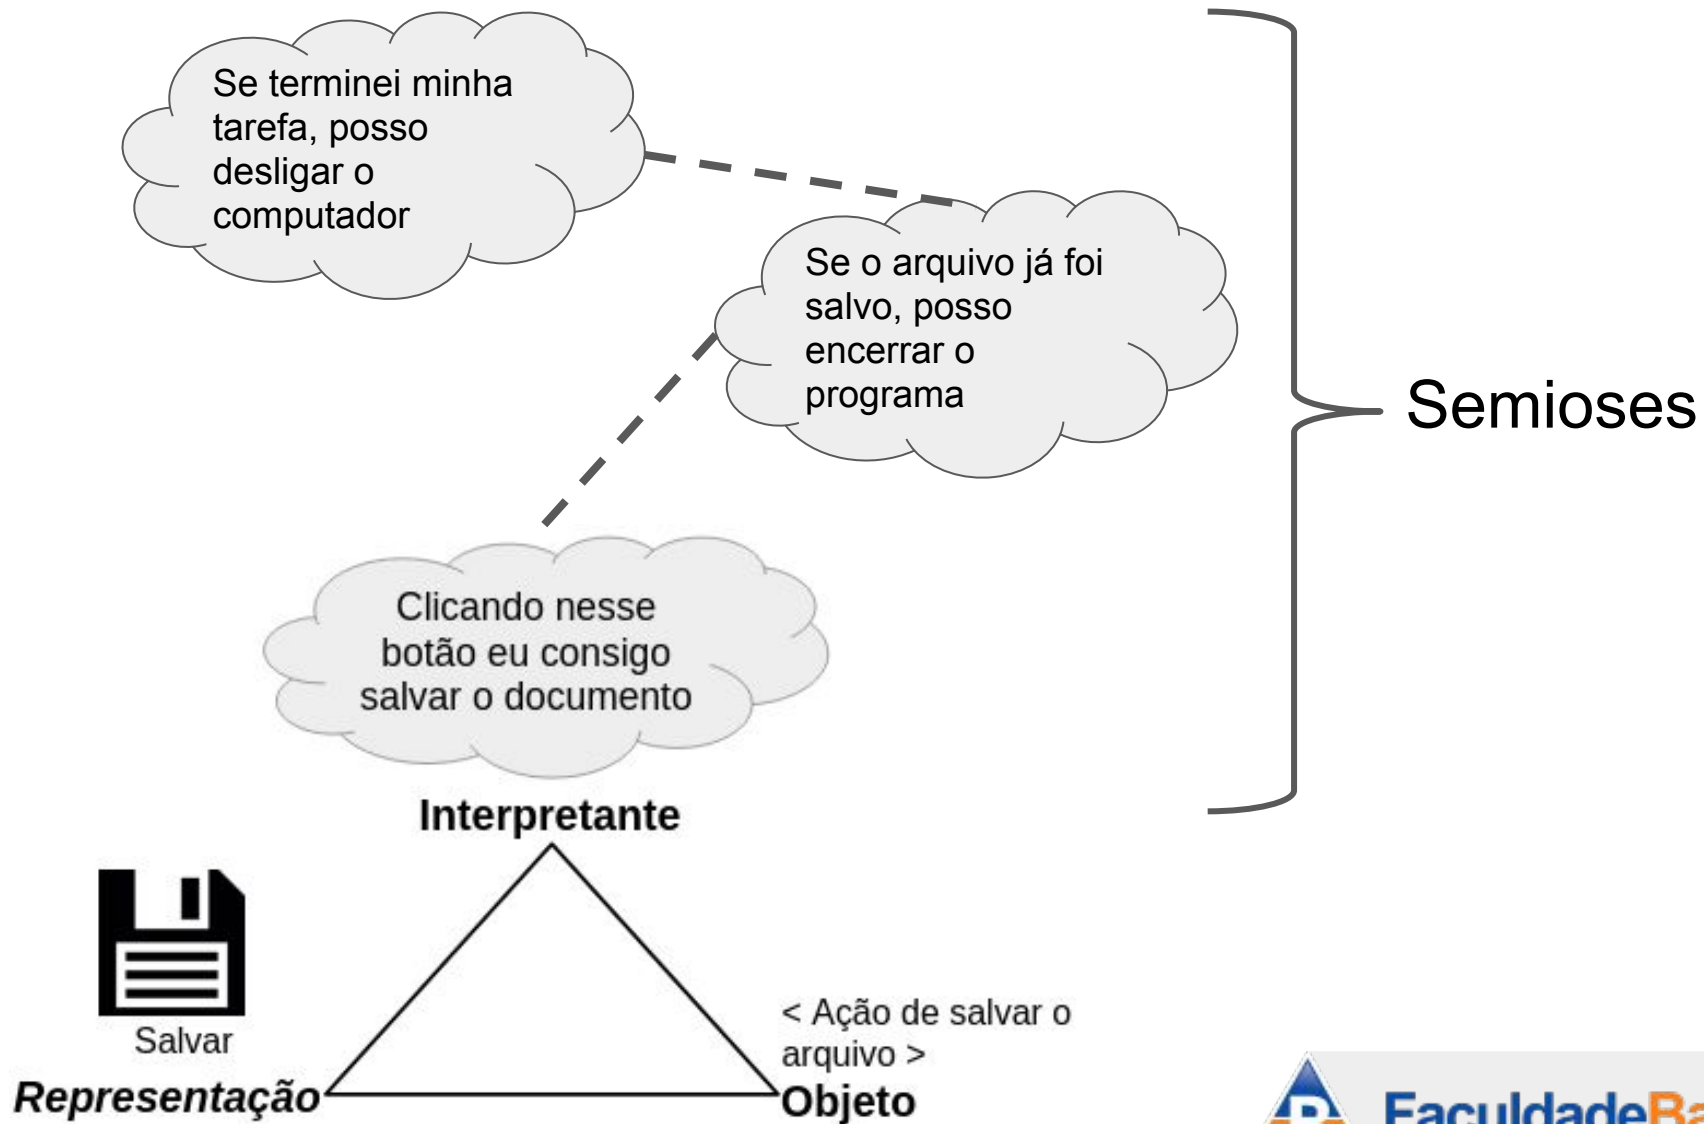 Se terminei minha
tarefa, posso
desligar o
computador
Se o arquivo já foi
salvo, posso
encerrar o
programa
Semioses
Clicando nesse
botão eu consigo
salvar o documento
Interpretante
Salvar
Representação
< Ação de salvar o
arquivo >
Objeto
FaculdadeBa